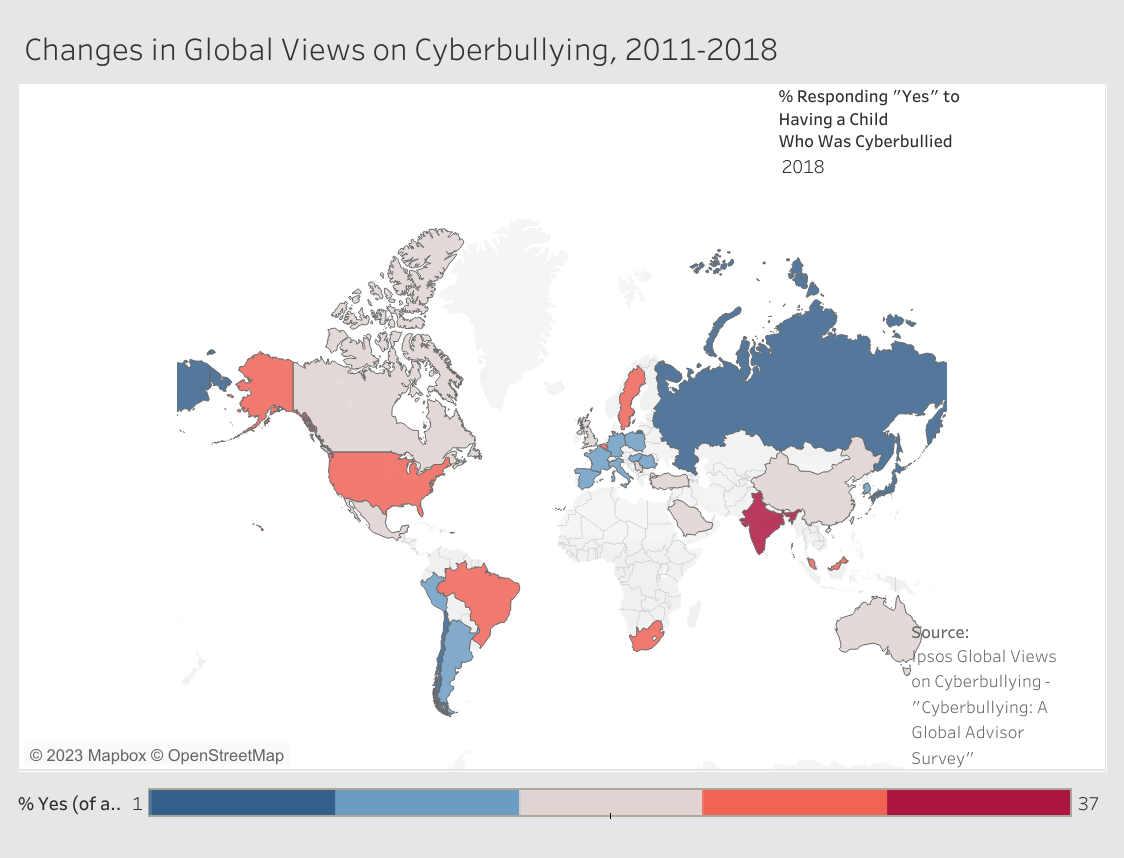 Changes in Global Views on Cyberbullying, 2011-2018
% Responding "Yes" to
Having a Child
Who Was Cyberbullied
2018
Source:
Ipsos Global Views
on Cyberbullying -
"Cyberbullying: A
Global Advisor
Survey"
© 2023 Mapbox © OpenStreetMap
% Yes (of a.. 1
37